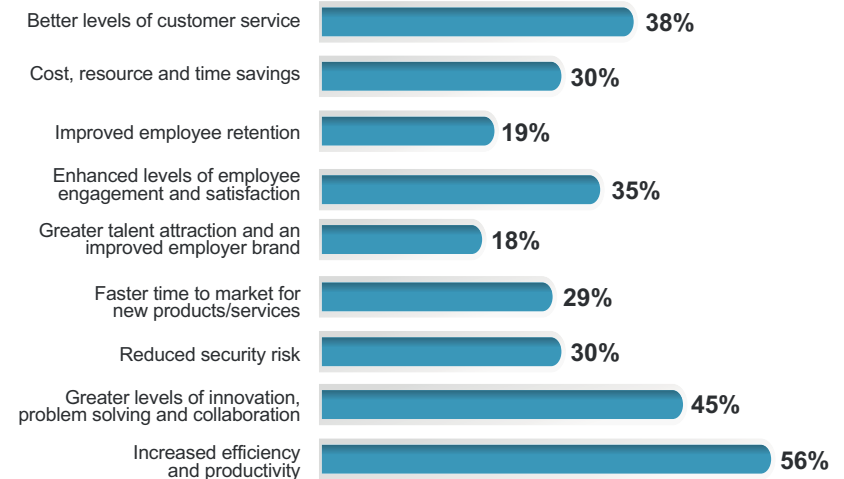 Better levels of customer service
38%
Cost, resource and time savings
30%
Improved employee retention
19%
Enhanced levels of employee
engagement and satisfaction
35%
Greater talent attraction and an
improved employer brand
18%
Faster time to market for
new products/services
29%
Reduced security risk
30%
Greater levels of innovation,
problem solving and collaboration
45%
Increased efficiency
and productivity
56%